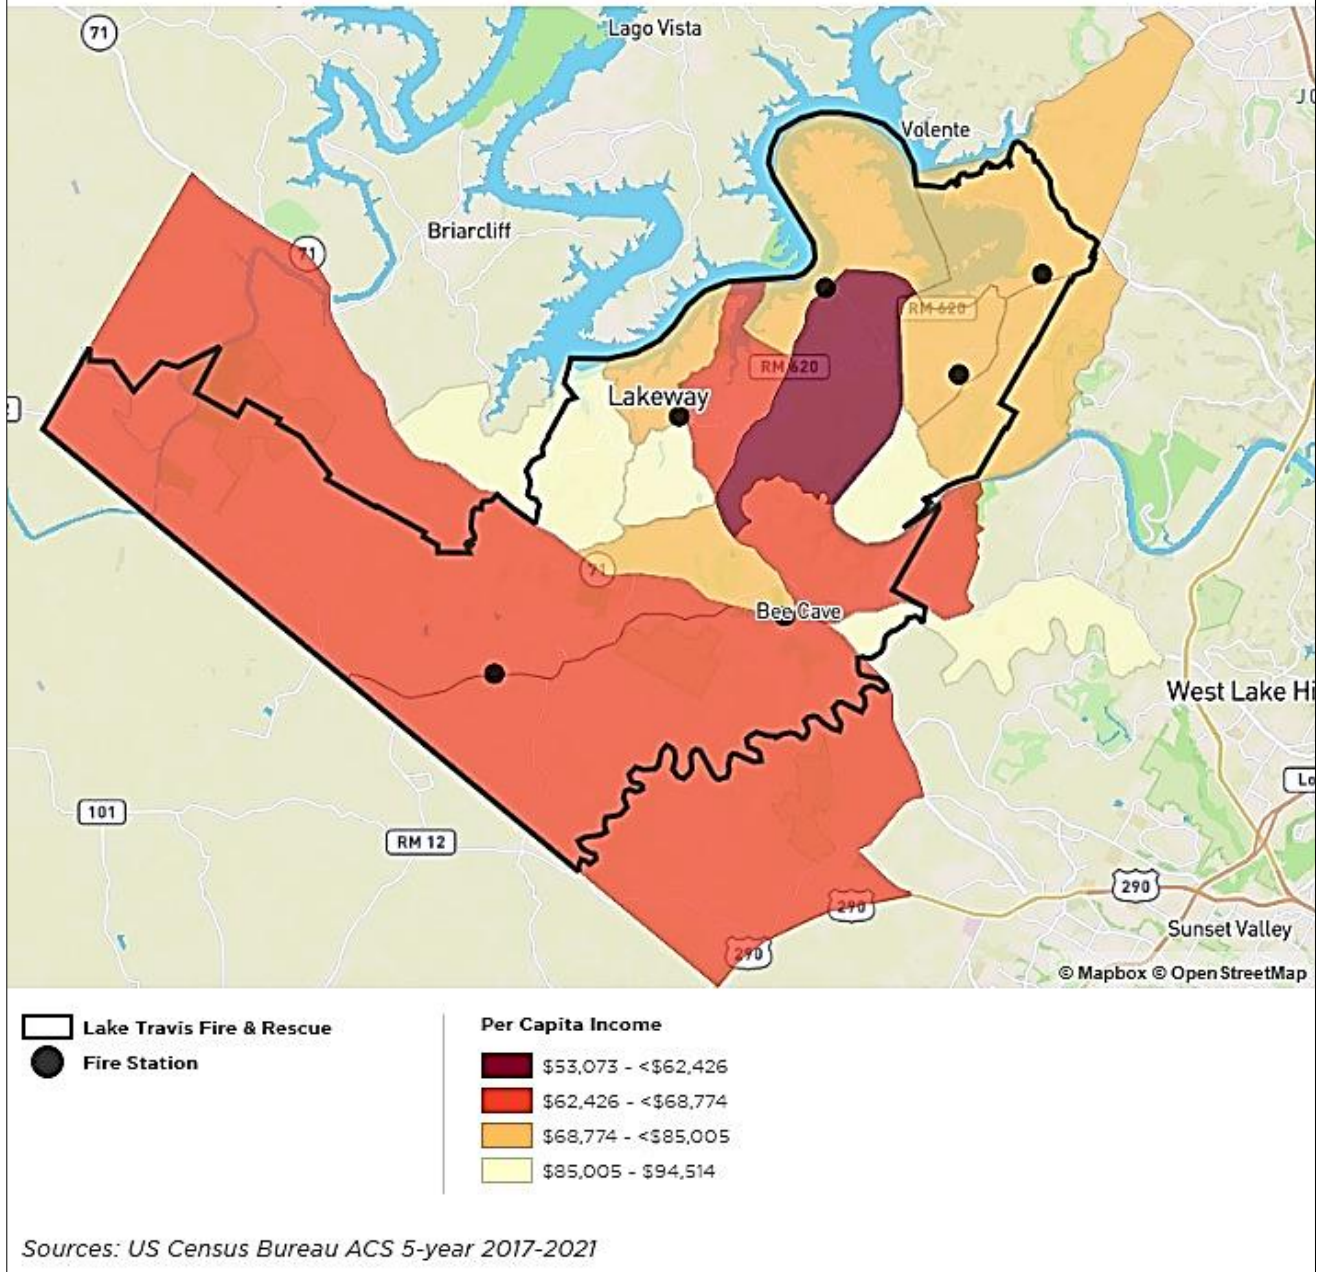 71
Lago Vista
J
Volente
Briarcliff
71
RM 620
RM 620
Lakeway
71
Bee Cave
West Lake Hi
Lo
101
RM 12
290
290
290
Sunset Valley
© Mapbox © OpenStreetMap
Lake Travis Fire & Rescue
Fire Station
Per Capita Income
$53,073 - <$62,426
$62,426 - <$68,774
$68,774 - <$85,005
$85,005 - $94,514
Sources: US Census Bureau ACS 5-year 2017-2021